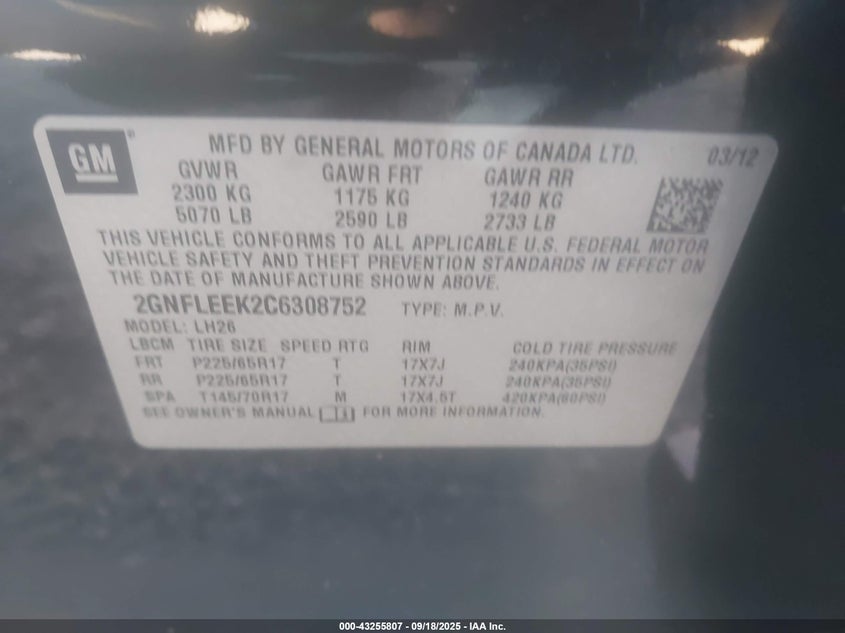 GM
MFD BY GENERAL MOTORS OF CANADA LTD. 03/12
GVWR GAWR FRT GAWR RR
2300 KG 1175 KG 1240 KG
5070 LB 2590 LB 2733 LB
THIS VEHICLE CONFORMS TO ALL APPLICABLE U.S. FEDERAL MOTOR
VEHICLE SAFETY AND THEFT PREVENTION STANDARDS IN EFFECT ON
THE DATE OF MANUFACTURE SHOWN ABOVE.
2GNFLEEK2C6308752 TYPE: M.P.V.
MODEL: LH26
LBCM TIRE SIZE SPEED RTG RIM COLD TIRE PRESSURE
FRT P225/65R17 T 17X7J 240KPA(35PSI)
RR P225/65R17 T 17X7J 240KPA(35PSI)
SPA T145/70R17 M 17X4.5T 420KPA(60PSI)
SEE OWNER'S MANUAL FOR MORE INFORMATION.
000-43255807 - 09/18/2025 - IAA Inc.